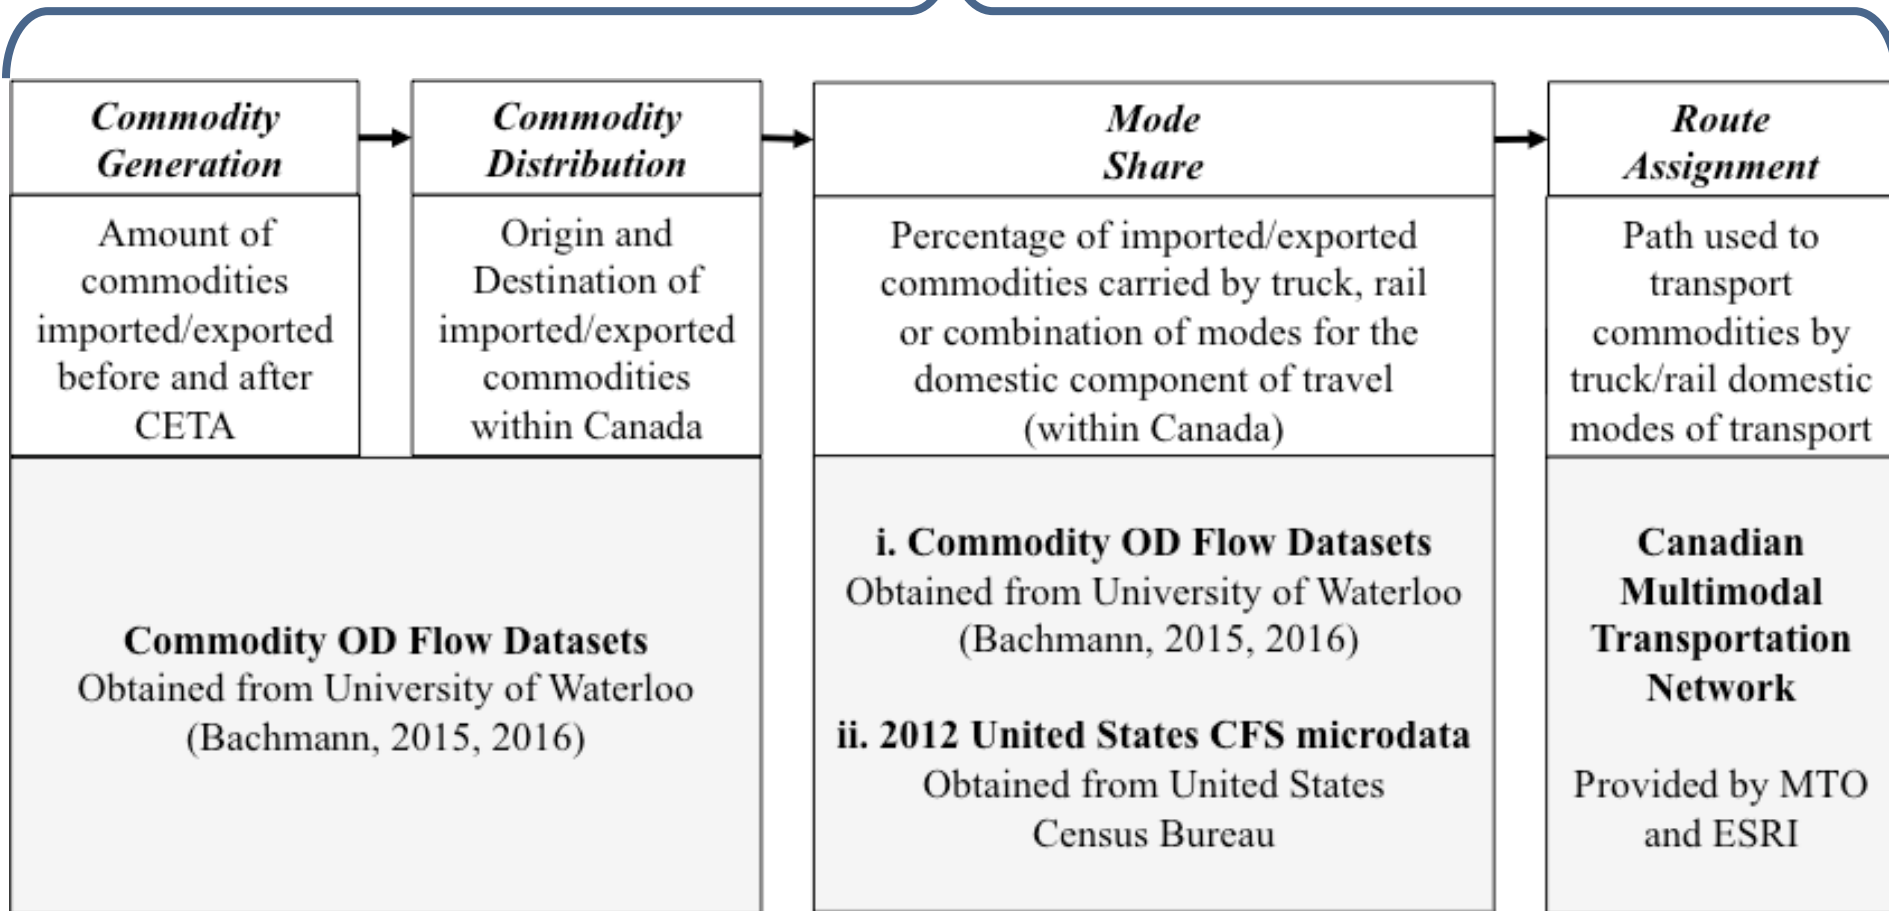 Commodity
Generation
Commodity
Distribution
Mode
Share
Route
Assignment
Amount of
commodities
imported/exported
before and after
CETA
Origin and
Destination of
imported/exported
commodities
within Canada
Percentage of imported/exported
commodities carried by truck, rail
or combination of modes for the
domestic component of travel
(within Canada)
Path used to
transport
commodities by
truck/rail domestic
modes of transport
Commodity OD Flow Datasets
Obtained from University of Waterloo
(Bachmann, 2015, 2016)
i. Commodity OD Flow Datasets
Obtained from University of Waterloo
(Bachmann, 2015, 2016)
ii. 2012 United States CFS microdata
Obtained from United States
Census Bureau
Canadian
Multimodal
Transportation
Network
Provided by MTO
and ESRI